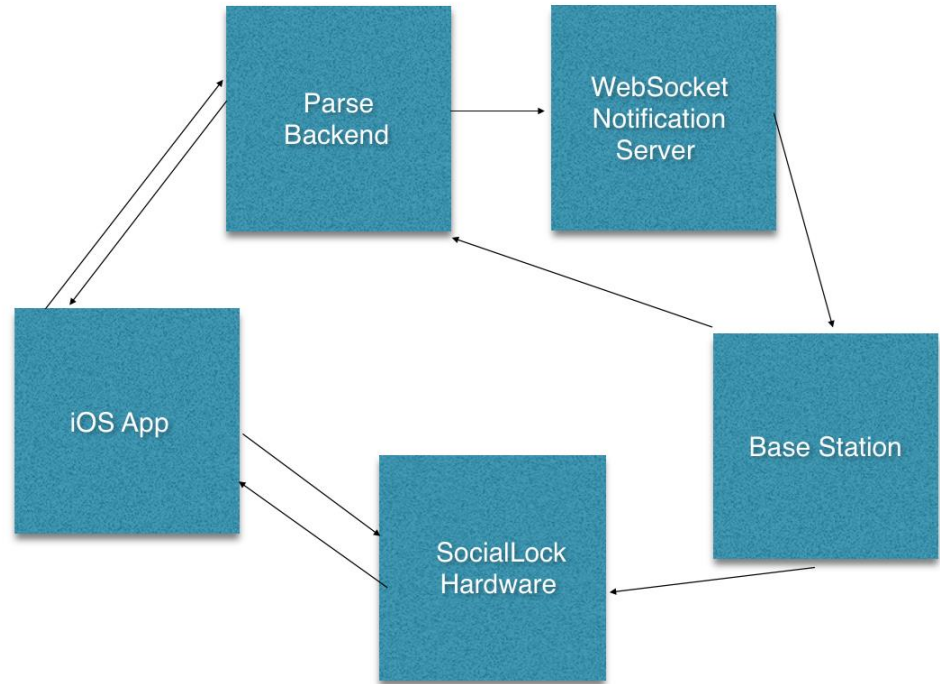 Parse
Backend
WebSocket
Notification
Server
iOS App
Base Station
SocialLock
Hardware